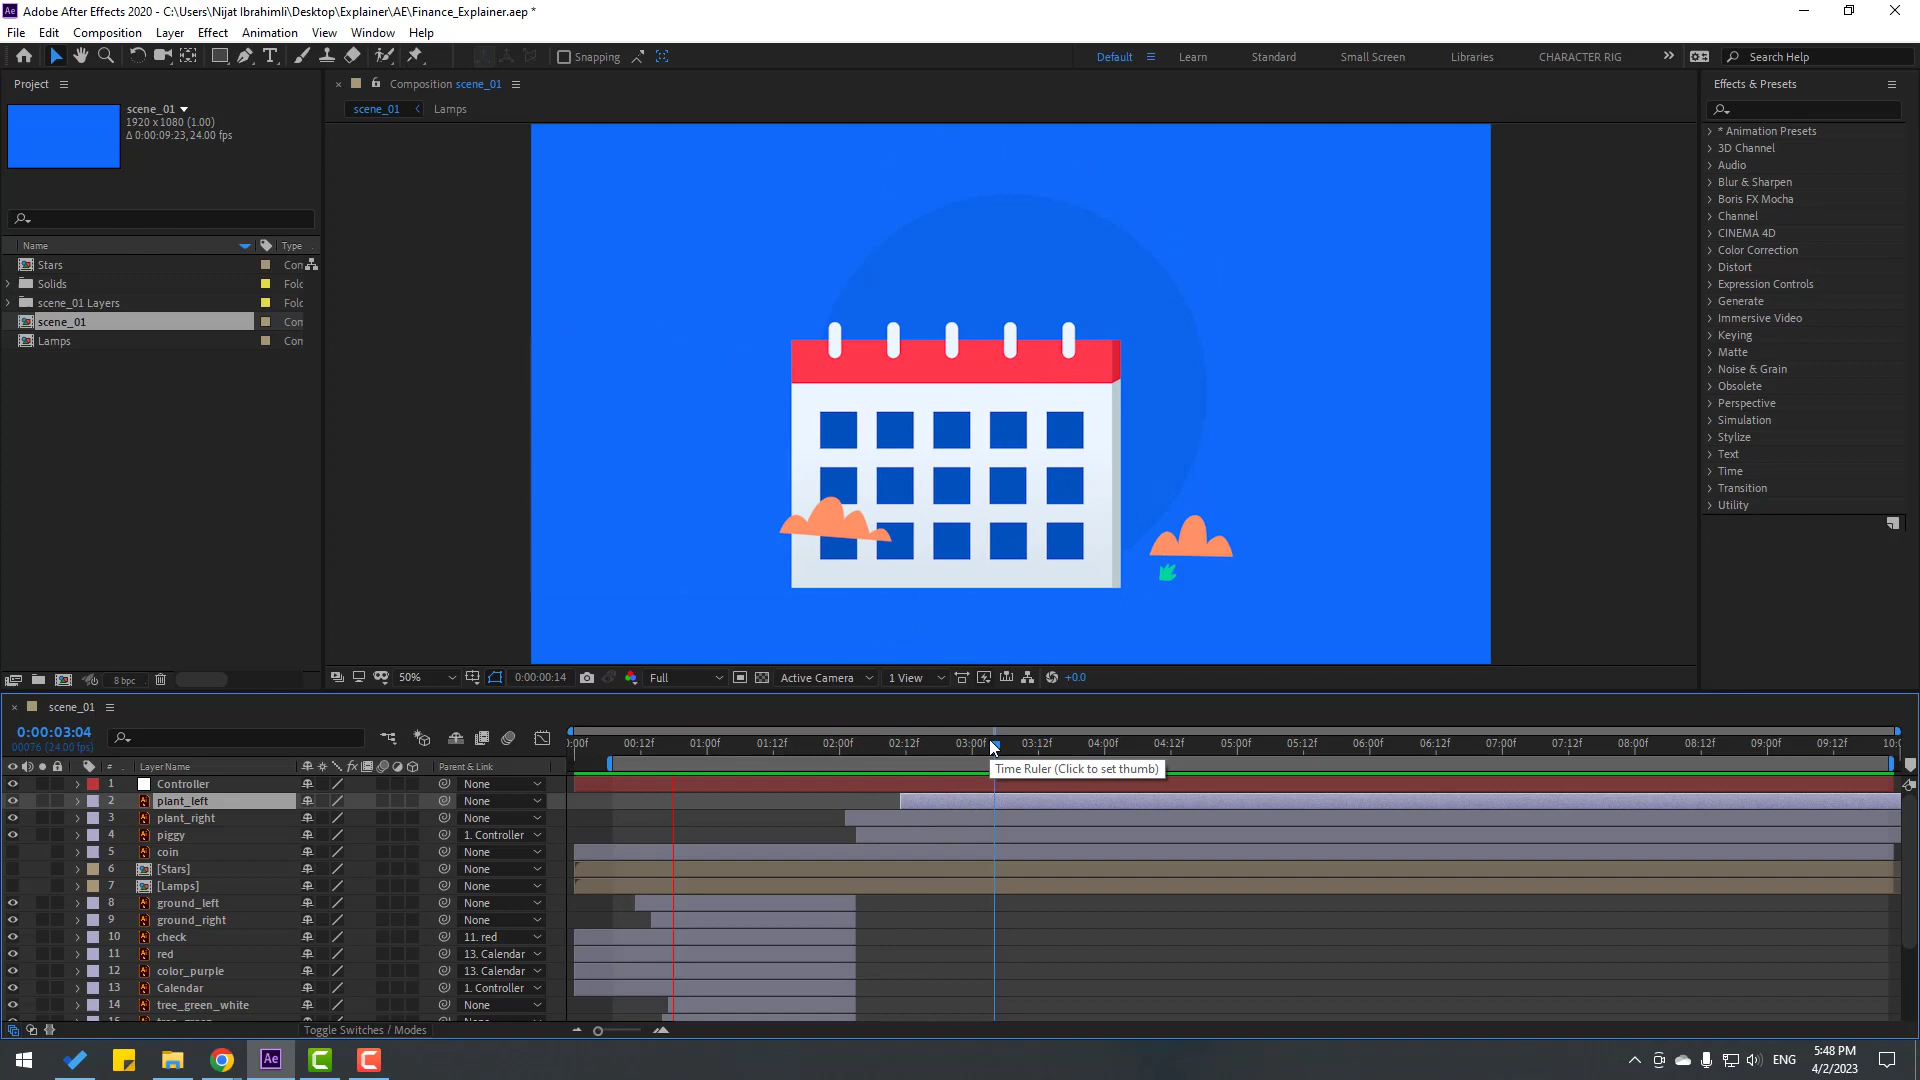 Adobe After Effects 2020 - C:\Users\Nijat Ibrahimli\Desktop\Explainer\AE\Finance_Explainer.aep *
File Edit Composition Layer Effect Animation View Window Help
Snapping Default Learn Standard Small Screen Libraries CHARACTER RIG Search Help
Project
scene_01
1920 x 1080 (1.00)
Δ 0:00:09:23, 24.00 fps
Name Type
Stars Con
Solids Folc
scene_01 Layers Folc
scene_01 Con
Lamps Con
8 bpc
Composition scene_01
scene_01 Lamps
50% 0:00:00:14 Full Active Camera 1 View +0.0
Effects & Presets
* Animation Presets
3D Channel
Audio
Blur & Sharpen
Boris FX Mocha
Channel
CINEMA 4D
Color Correction
Distort
Expression Controls
Generate
Immersive Video
Keying
Matte
Noise & Grain
Obsolete
Perspective
Simulation
Stylize
Text
Time
Transition
Utility
scene_01
0:00:03:04
00076 (24.00 fps)
:00f 00:12f 01:00f 01:12f 02:00f 02:12f 03:00f 03:12f 04:00f 04:12f 05:00f 05:12f 06:00f 06:12f 07:00f 07:12f 08:00f 08:12f 09:00f 09:12f 10:0
# Layer Name fx Parent & Link
Time Ruler (Click to set thumb)
1 Controller None
2 plant_left None
3 plant_right None
4 piggy 1. Controller
5 coin None
6 [Stars] None
7 [Lamps] None
8 ground_left None
9 ground_right None
10 check 11. red
11 red 13. Calendar
12 color_purple 13. Calendar
13 Calendar 1. Controller
14 tree_green_white None
Toggle Switches / Modes
Ae
ENG
5:48 PM
4/2/2023